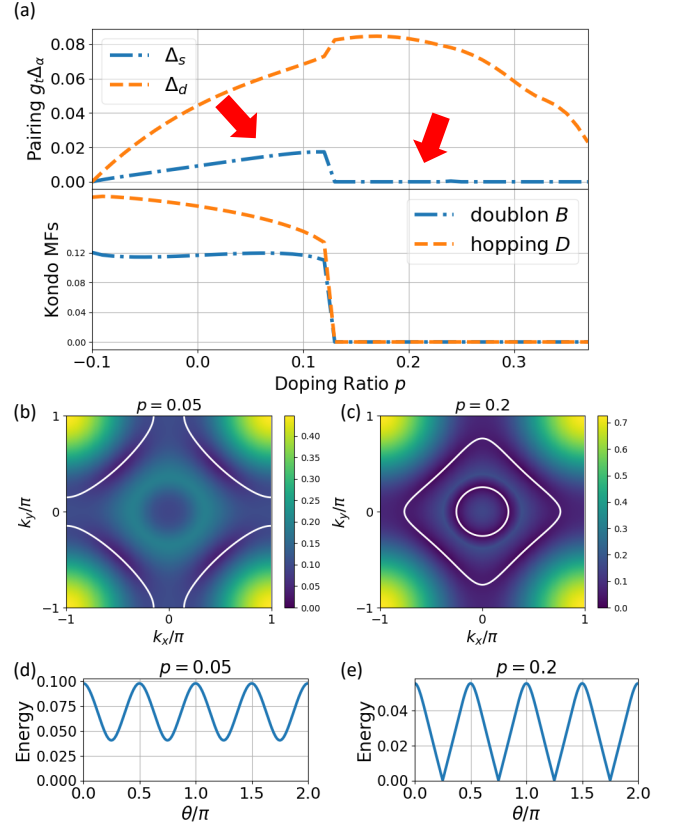 (a)
Pairing gₜΔ_α
0.08
0.06
0.04
0.02
0.00
Δ_s
Δ_d
Kondo MFs
0.12
0.08
0.04
0.00
doublon B
hopping D
−0.1 0.0 0.1 0.2 0.3
Doping Ratio p
(b) p = 0.05
k_y/π
1
0
−1
−1 0 1
k_x/π
0.40
0.35
0.30
0.25
0.20
0.15
0.10
0.05
0.00
(c) p = 0.2
k_y/π
1
0
−1
−1 0 1
k_x/π
0.7
0.6
0.5
0.4
0.3
0.2
0.1
0.0
(d) p = 0.05
Energy
0.100
0.075
0.050
0.025
0.000
0.0 0.5 1.0 1.5 2.0
θ/π
(e) p = 0.2
Energy
0.04
0.02
0.00
0.0 0.5 1.0 1.5 2.0
θ/π